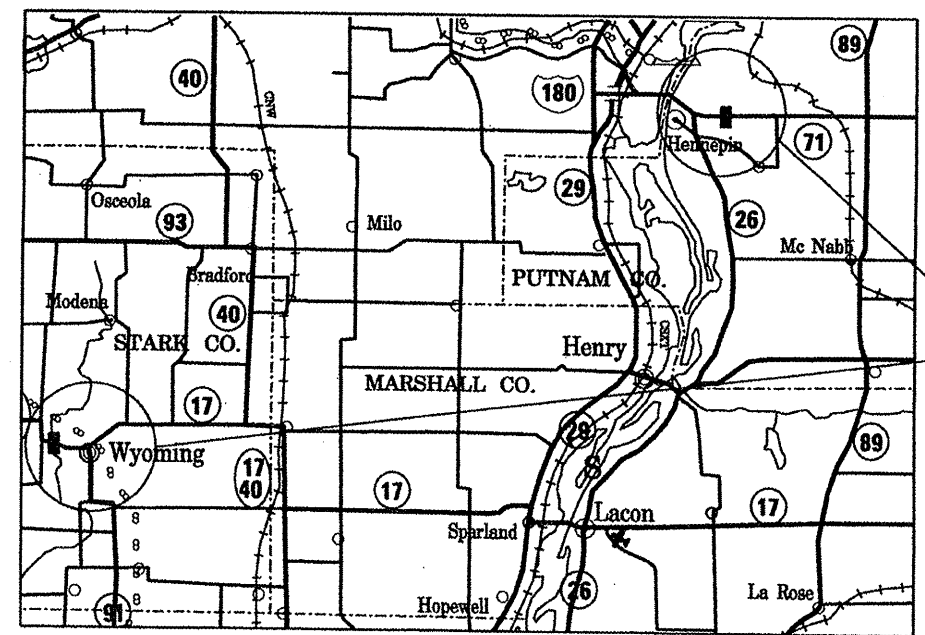 89
40
180
CNW
Hennepin
71
Osceola
29
26
93
Milo
Mc Nabb
Bradford
PUTNAM CO.
Modena
40
STARK CO.
Henry
MARSHALL CO.
17
29
Wyoming
89
17
40
17
17
Lacon
Sparland
Hopewell
26
La Rose
91